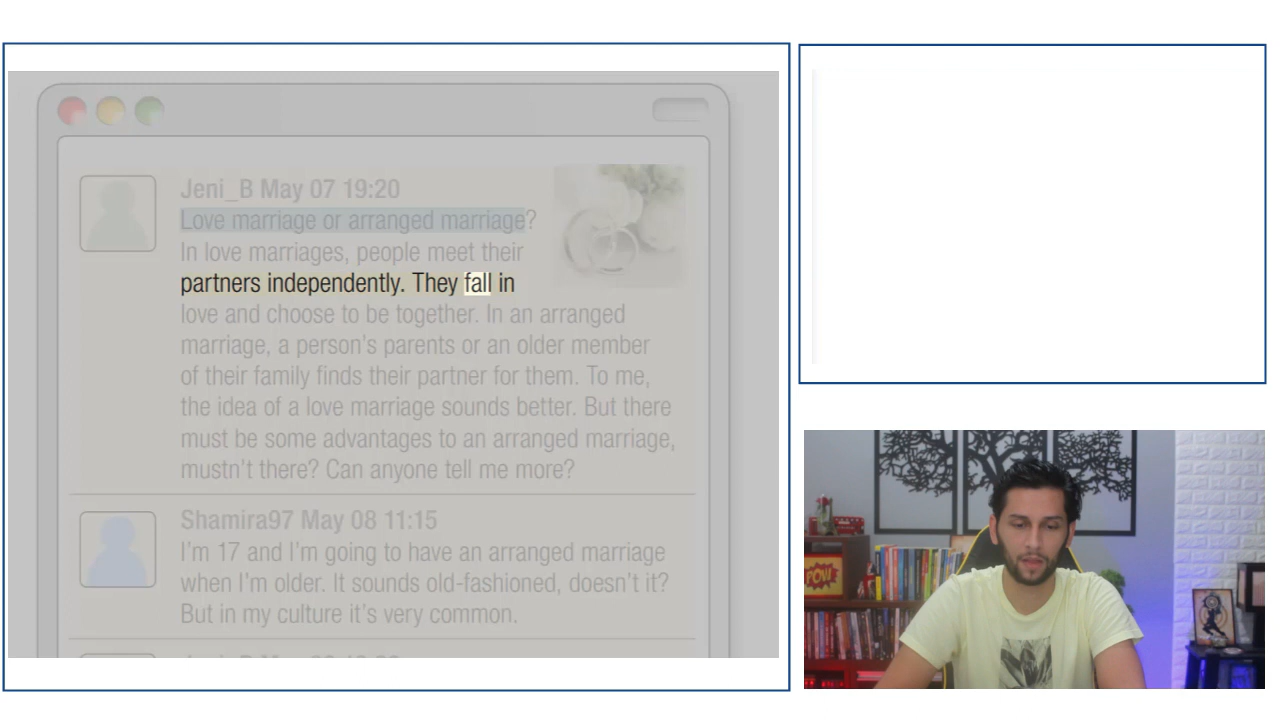 Jeni_B May 07 19:20
Love marriage or arranged marriage?
In love marriages, people meet their
partners independently. They fall in
love and choose to be together. In an arranged
marriage, a person's parents or an older member
of their family finds their partner for them. To me,
the idea of a love marriage sounds better. But there
must be some advantages to an arranged marriage,
mustn't there? Can anyone tell me more?
Shamira97 May 08 11:15
I'm 17 and I'm going to have an arranged marriage
when I'm older. It sounds old-fashioned, doesn't it?
But in my culture it's very common.
POW